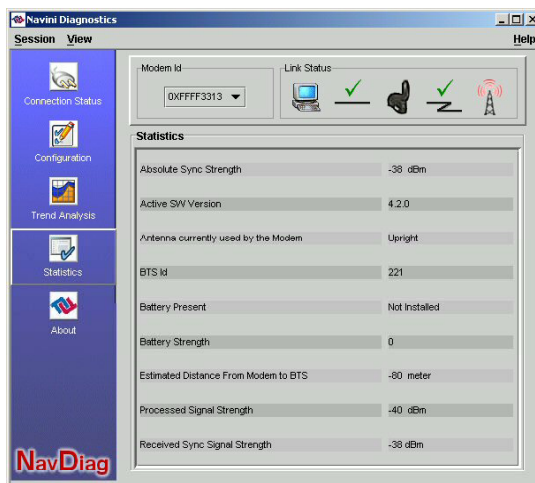 Navini Diagnostics
Session View Help
Connection Status
Configuration
Trend Analysis
Statistics
About
NavDiag
Modem Id
0XFFFF3313
Link Status
Statistics
Absolute Sync Strength -38 dBm
Active SW Version 4.2.0
Antenna currently used by the Modem Upright
BTS Id 221
Battery Present Not Installed
Battery Strength 0
Estimated Distance From Modem to BTS -80 meter
Processed Signal Strength -40 dBm
Received Sync Signal Strength -38 dBm